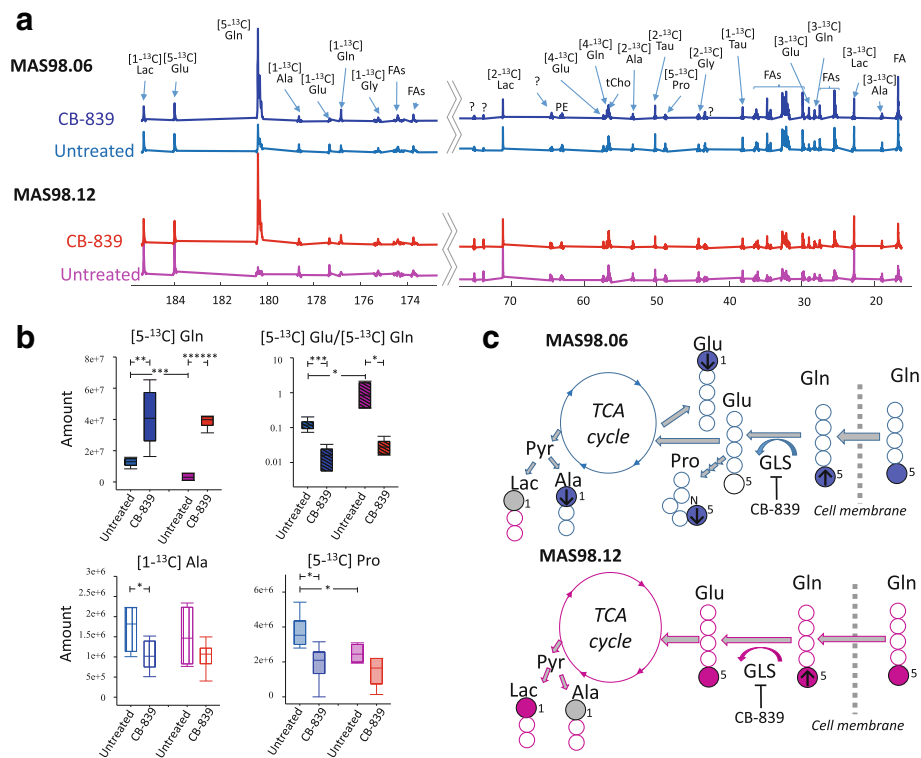 a
MAS98.06
[1-¹³C] Lac
[5-¹³C] Glu
[5-¹³C] Gln
[1-¹³C] Ala
[1-¹³C] Glu
[1-¹³C] Gln
[1-¹³C] Gly
FAs
FAs
[2-¹³C] Lac
?
?
?
PE
[4-¹³C] Glu
[4-¹³C] Gln
tCho
[2-¹³C] Ala
[2-¹³C] Tau
[5-¹³C] Pro
[2-¹³C] Gly
?
[1-¹³C] Tau
FAs
[3-¹³C] Glu
[3-¹³C] Gln
FAs
[3-¹³C] Lac
[3-¹³C] Ala
FA
CB-839
Untreated
MAS98.12
CB-839
Untreated
184 180 178 176 174 70 60 50 40 30 20
b
[5-¹³C] Gln
Amount
8e+7
6e+7
4e+7
2e+7
0
** *** ******
Untreated CB-839 Untreated CB-839
[5-¹³C] Glu/[5-¹³C] Gln
10
1
0.1
0.01
*** * *
Untreated CB-839 Untreated CB-839
[1-¹³C] Ala
Amount
3e+6
2e+6
2e+6
1e+6
5e+5
0
*
Untreated CB-839 Untreated CB-839
[5-¹³C] Pro
6e+6
4e+6
2e+6
0
* *
Untreated CB-839 Untreated CB-839
c
MAS98.06
Glu
1
Gln
Gln
Glu
TCA cycle
Pyr
Lac
1
Ala
1
Pro
N
5
5
GLS
CB-839
5
5
Cell membrane
MAS98.12
Glu
Gln
Gln
TCA cycle
Pyr
Lac
1
Ala
1
5
GLS
CB-839
5
5
Cell membrane